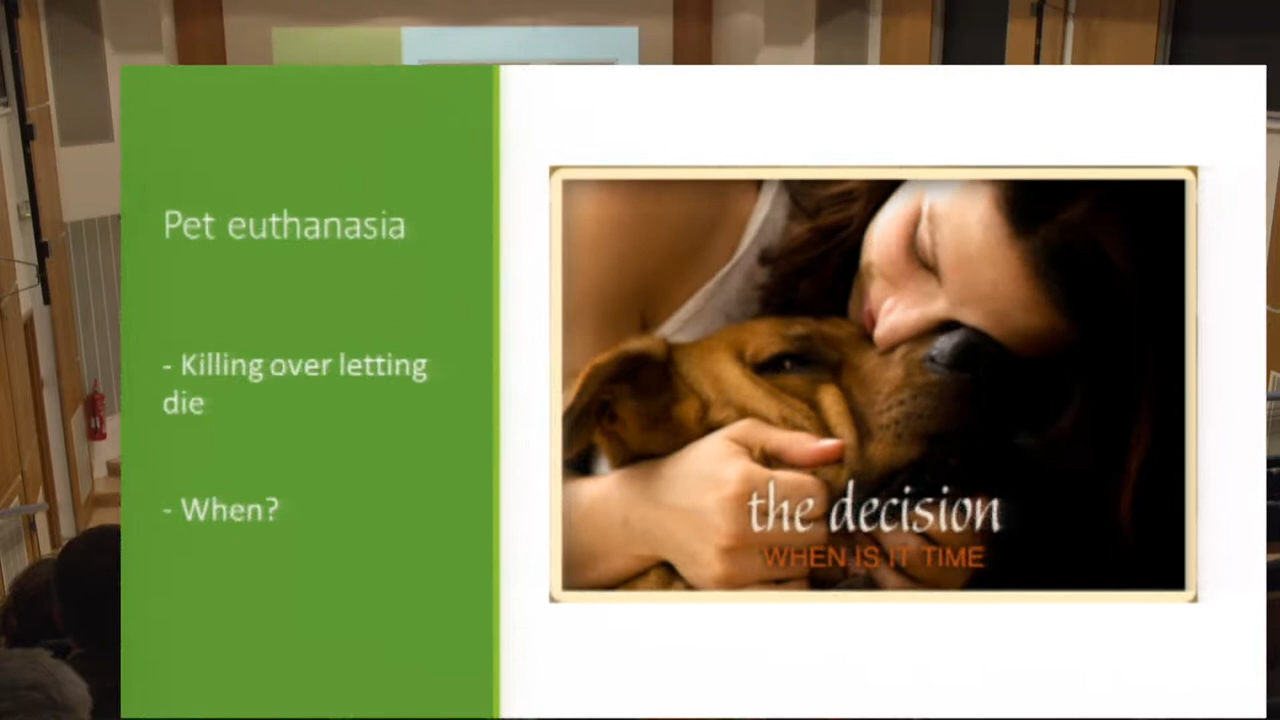 Pet euthanasia
- Killing over letting
die
- When?
the decision
WHEN IS IT TIME